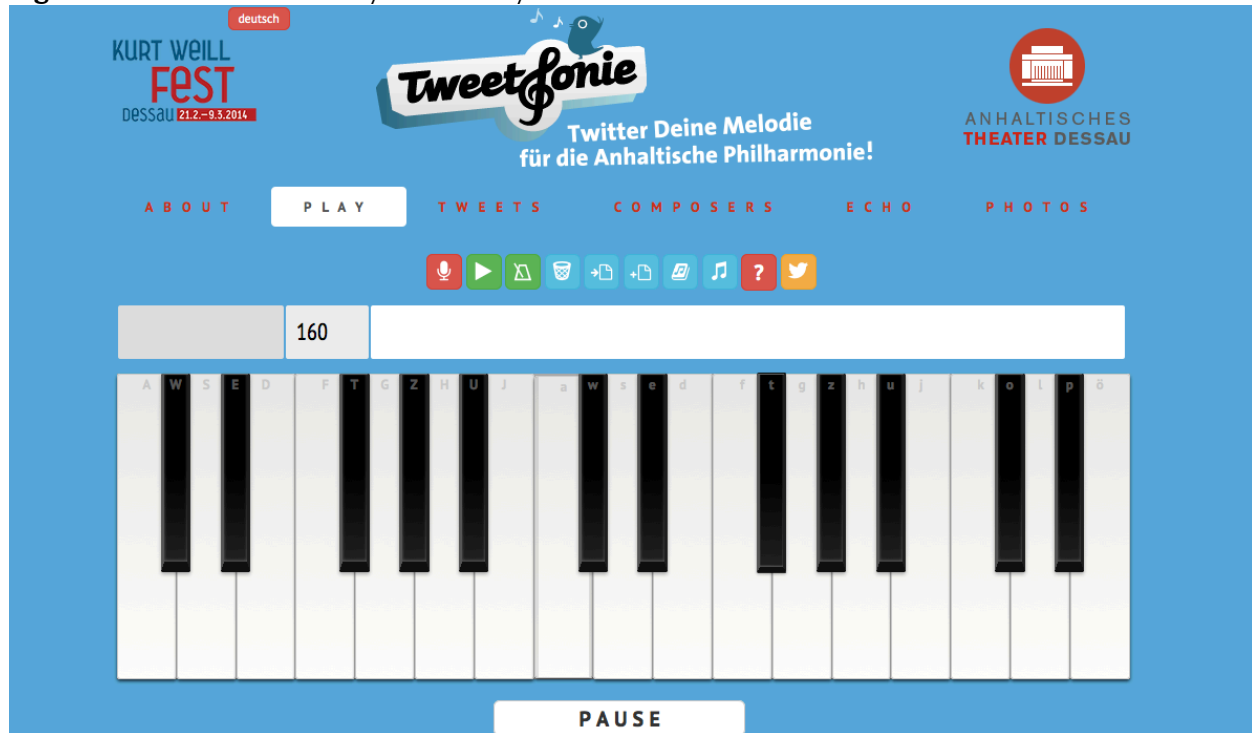 deutsch
KURT WEILL
FEST
DESSAU 21.2.–9.3.2014
Tweetfonie
Twitter Deine Melodie
für die Anhaltische Philharmonie!
ANHALTISCHES
THEATER DESSAU
ABOUT PLAY TWEETS COMPOSERS ECHO PHOTOS
?
160
A W S E D F T G Z H U J a w s e d f t g z h u j k o l p ö
PAUSE